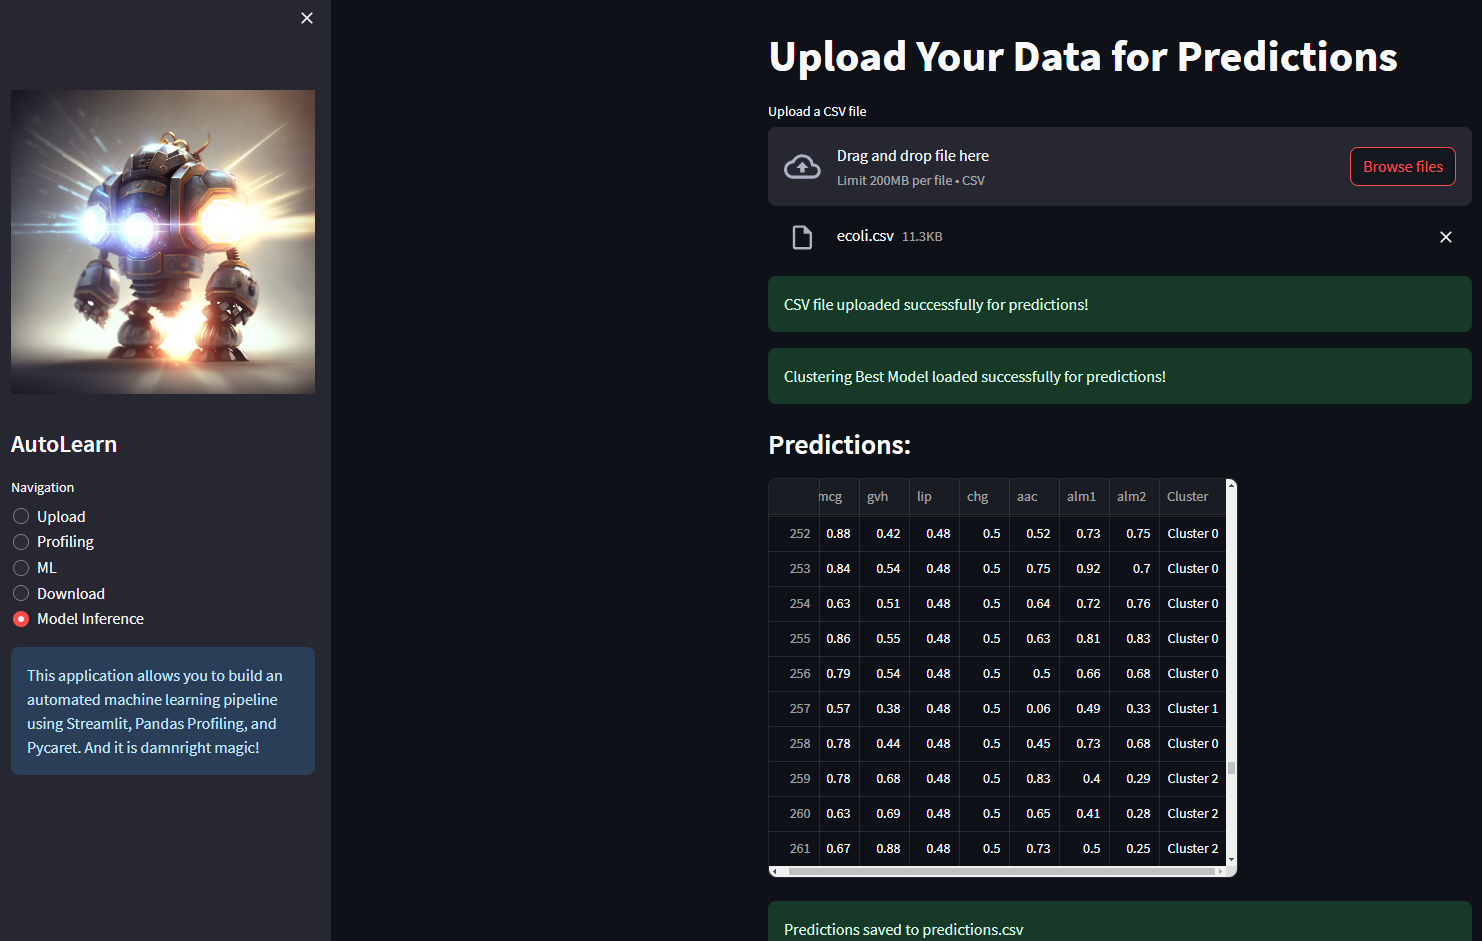 AutoLearn
Navigation
Upload
Profiling
ML
Download
Model Inference
This application allows you to build an
automated machine learning pipeline
using Streamlit, Pandas Profiling, and
Pycaret. And it is damnright magic!
Upload Your Data for Predictions
Upload a CSV file
Drag and drop file here
Limit 200MB per file • CSV
Browse files
ecoli.csv 11.3KB
CSV file uploaded successfully for predictions!
Clustering Best Model loaded successfully for predictions!
Predictions:
mcg gvh lip chg aac alm1 alm2 Cluster
252 0.88 0.42 0.48 0.5 0.52 0.73 0.75 Cluster 0
253 0.84 0.54 0.48 0.5 0.75 0.92 0.7 Cluster 0
254 0.63 0.51 0.48 0.5 0.64 0.72 0.76 Cluster 0
255 0.86 0.55 0.48 0.5 0.63 0.81 0.83 Cluster 0
256 0.79 0.54 0.48 0.5 0.5 0.66 0.68 Cluster 0
257 0.57 0.38 0.48 0.5 0.06 0.49 0.33 Cluster 1
258 0.78 0.44 0.48 0.5 0.45 0.73 0.68 Cluster 0
259 0.78 0.68 0.48 0.5 0.83 0.4 0.29 Cluster 2
260 0.63 0.69 0.48 0.5 0.65 0.41 0.28 Cluster 2
261 0.67 0.88 0.48 0.5 0.73 0.5 0.25 Cluster 2
Predictions saved to predictions.csv